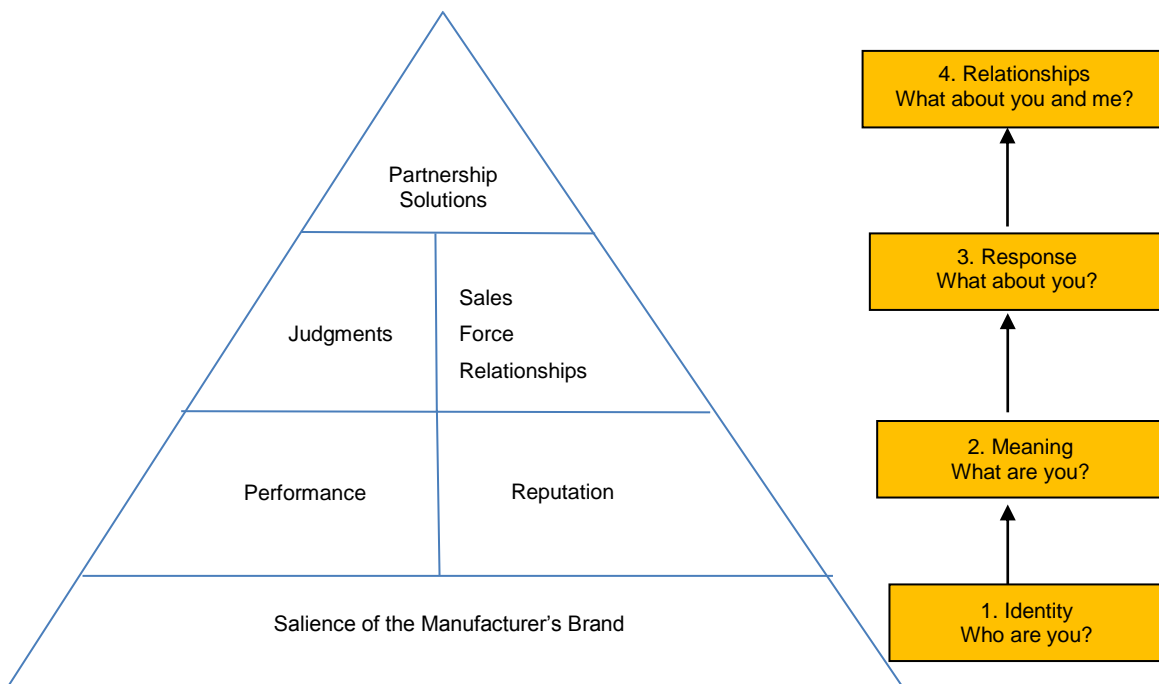 Partnership
Solutions
Judgments
Sales
Force
Relationships
Performance
Reputation
Salience of the Manufacturer’s Brand
4. Relationships
What about you and me?
3. Response
What about you?
2. Meaning
What are you?
1. Identity
Who are you?